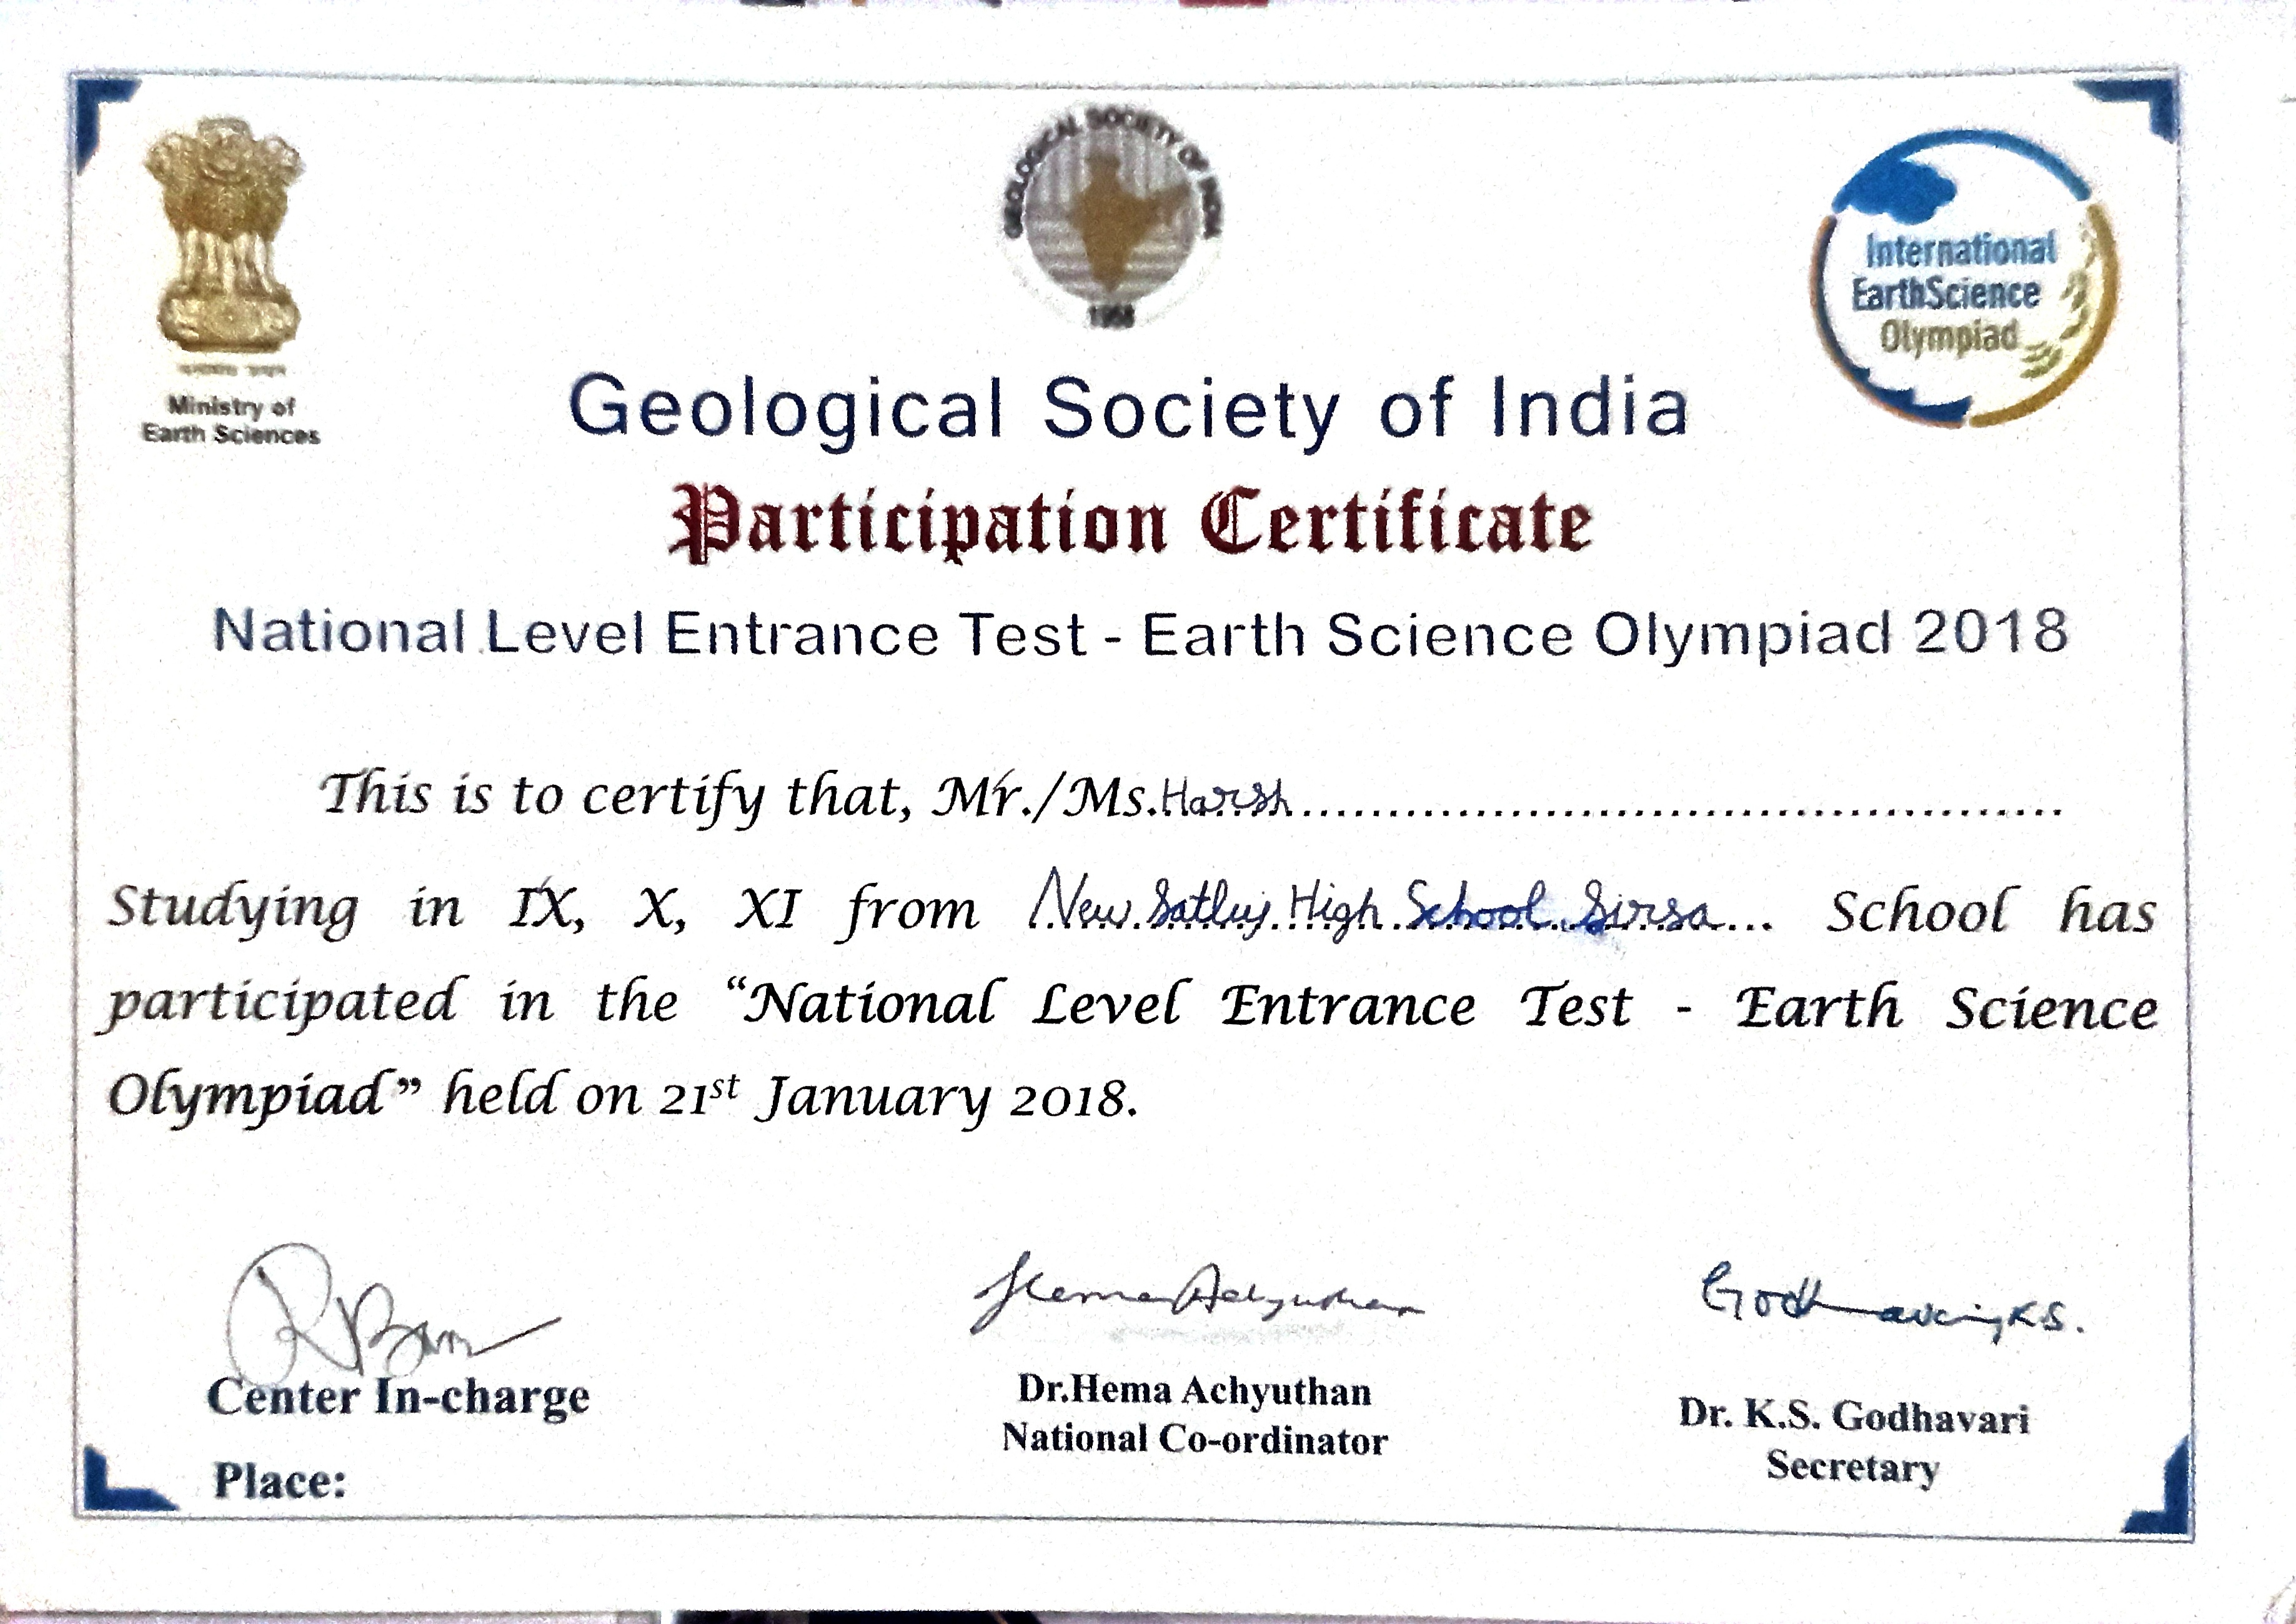 GEOLOGICAL SOCIETY OF INDIA
1958
Ministry of
Earth Sciences
International
EarthScience
Olympiad
Geological Society of India
Participation Certificate
National Level Entrance Test - Earth Science Olympiad 2018
This is to certify that, Mr./Ms. Harsh
Studying in IX, X, XI from New Satluj High School Sirsa School has
participated in the “National Level Entrance Test - Earth Science
Olympiad” held on 21st January 2018.
Hema Achyuthan
Godhavari K.S.
Center In-charge
Dr.Hema Achyuthan
National Co-ordinator
Dr. K.S. Godhavari
Secretary
Place: